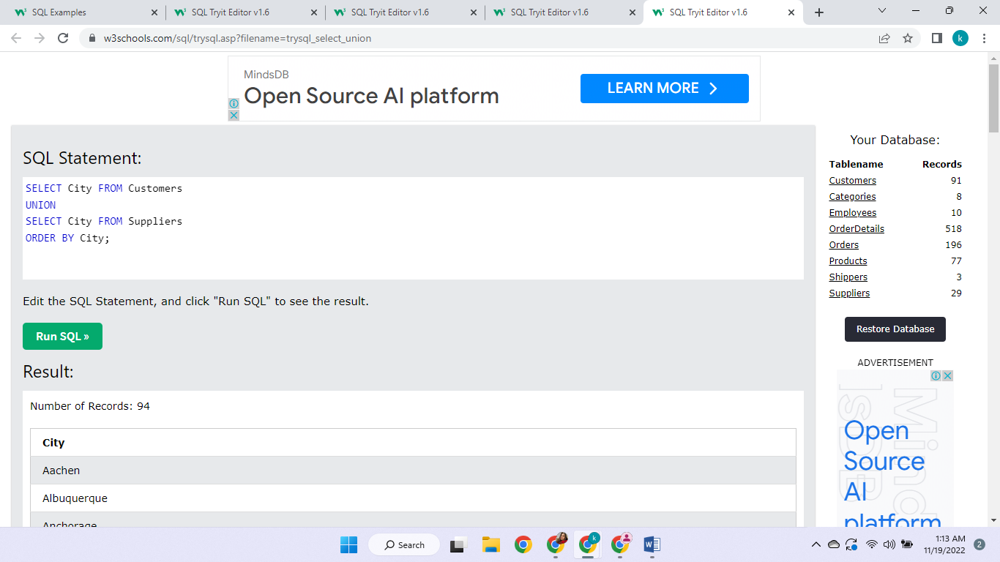 SQL Examples
SQL Tryit Editor v1.6
SQL Tryit Editor v1.6
SQL Tryit Editor v1.6
SQL Tryit Editor v1.6
w3schools.com/sql/trysql.asp?filename=trysql_select_union
k
MindsDB
Open Source AI platform
LEARN MORE
SQL Statement:
SELECT City FROM Customers
UNION
SELECT City FROM Suppliers
ORDER BY City;
Edit the SQL Statement, and click "Run SQL" to see the result.
Run SQL »
Result:
Number of Records: 94
City
Aachen
Albuquerque
Anchorage
Your Database:
Tablename Records
Customers 91
Categories 8
Employees 10
OrderDetails 518
Orders 196
Products 77
Shippers 3
Suppliers 29
Restore Database
ADVERTISEMENT
MindsDB
Open
Source
AI
platform
Search
k
1:13 AM
11/19/2022
2